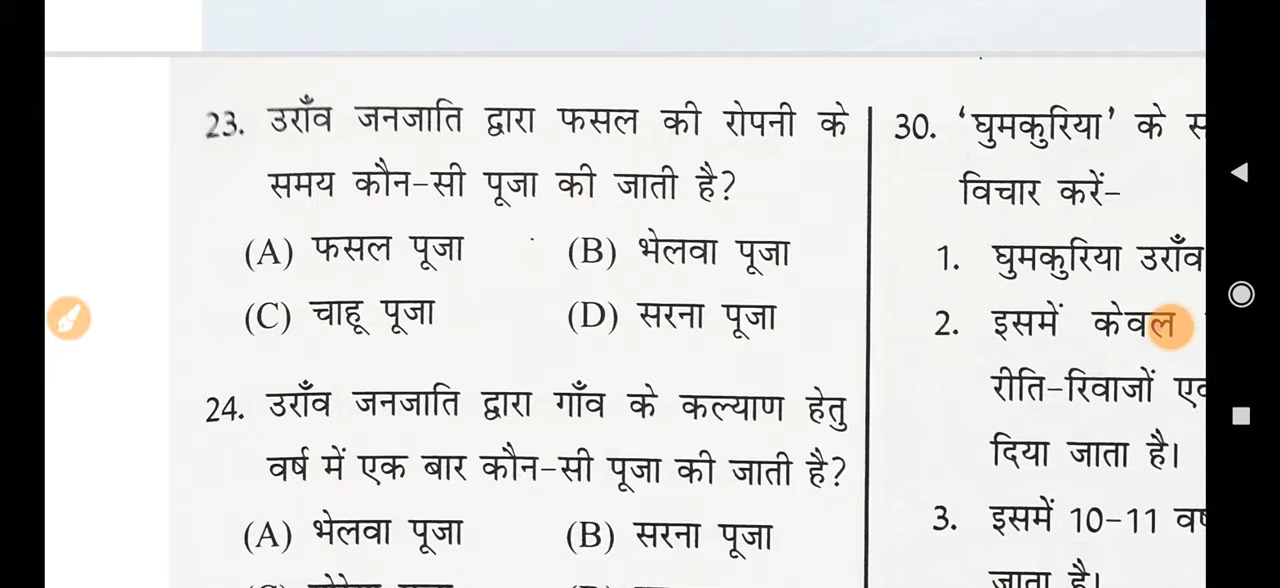 23. उराँव जनजाति द्वारा फसल की रोपनी के
समय कौन-सी पूजा की जाती है?
(A) फसल पूजा (B) भेलवा पूजा
(C) चाहू पूजा (D) सरना पूजा
24. उराँव जनजाति द्वारा गाँव के कल्याण हेतु
वर्ष में एक बार कौन-सी पूजा की जाती है?
(A) भेलवा पूजा (B) सरना पूजा
30. 'घुमकुरिया' के
विचार करें-
1. घुमकुरिया उराँव
2. इसमें केवल
रीति-रिवाजों
दिया जाता है।
3. इसमें 10-11
जाता है।